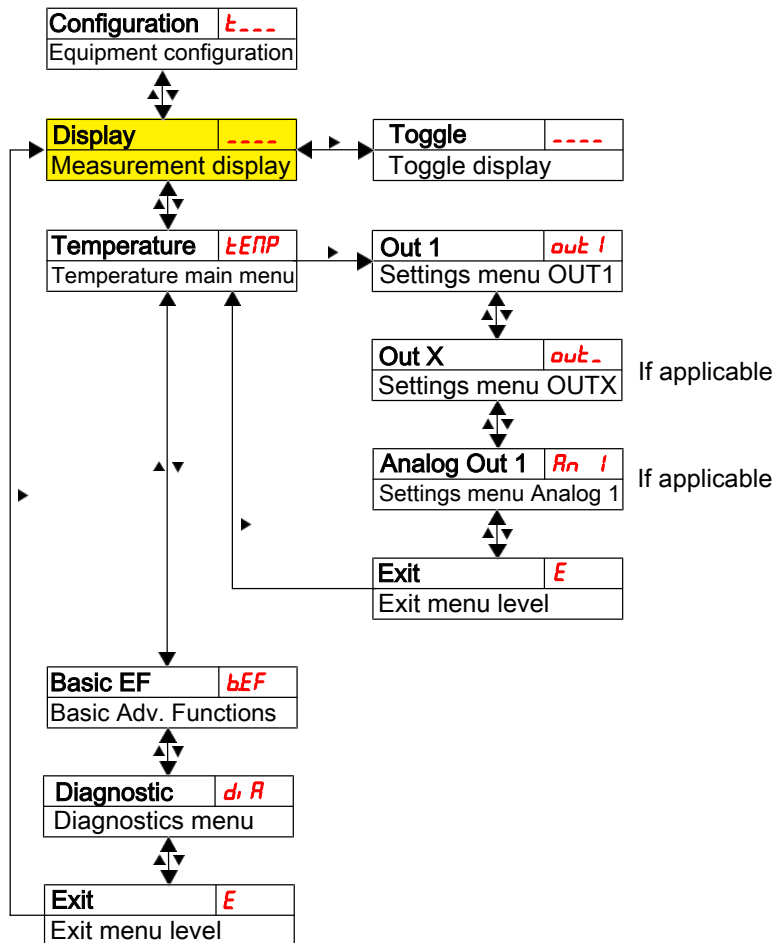 Configuration t___
Equipment configuration
Display ----
Measurement display
Toggle ----
Toggle display
Temperature tEMP
Temperature main menu
Out 1 out 1
Settings menu OUT1
Out X out_
Settings menu OUTX
If applicable
Analog Out 1 An 1
Settings menu Analog 1
If applicable
Exit E
Exit menu level
Basic EF b.EF
Basic Adv. Functions
Diagnostic di A
Diagnostics menu
Exit E
Exit menu level